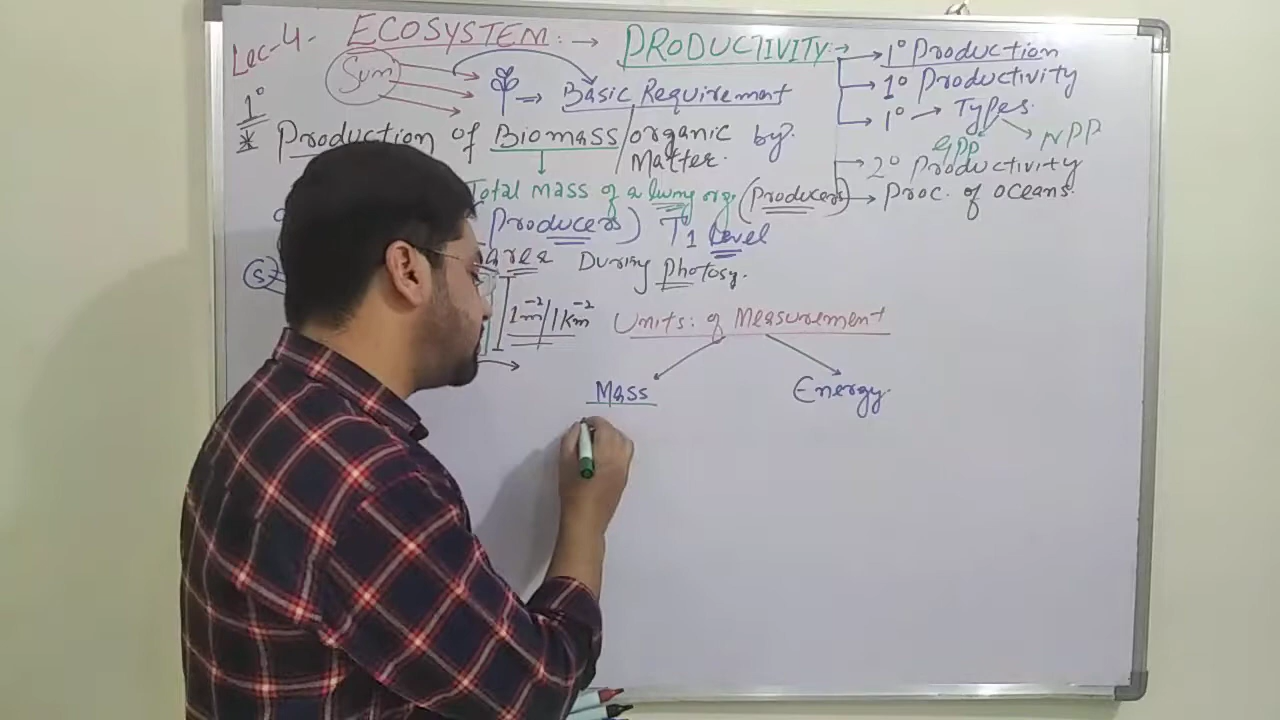 Lec-4- ECOSYSTEM :- → PRODUCTIVITY :→ → 1° Production
Sun → Basic Requirement → 1° Productivity
→ 1° → Types.
GPP NPP
1°
* Production of Biomass/organic Matter. by.
→ 2° Productivity
Total mass of a living org. (Producers) → Proc. of oceans.
Producers) T1 Level
S area During Photosy.
1m-2/1km-2 Units: of Measurement
Mass Energy.